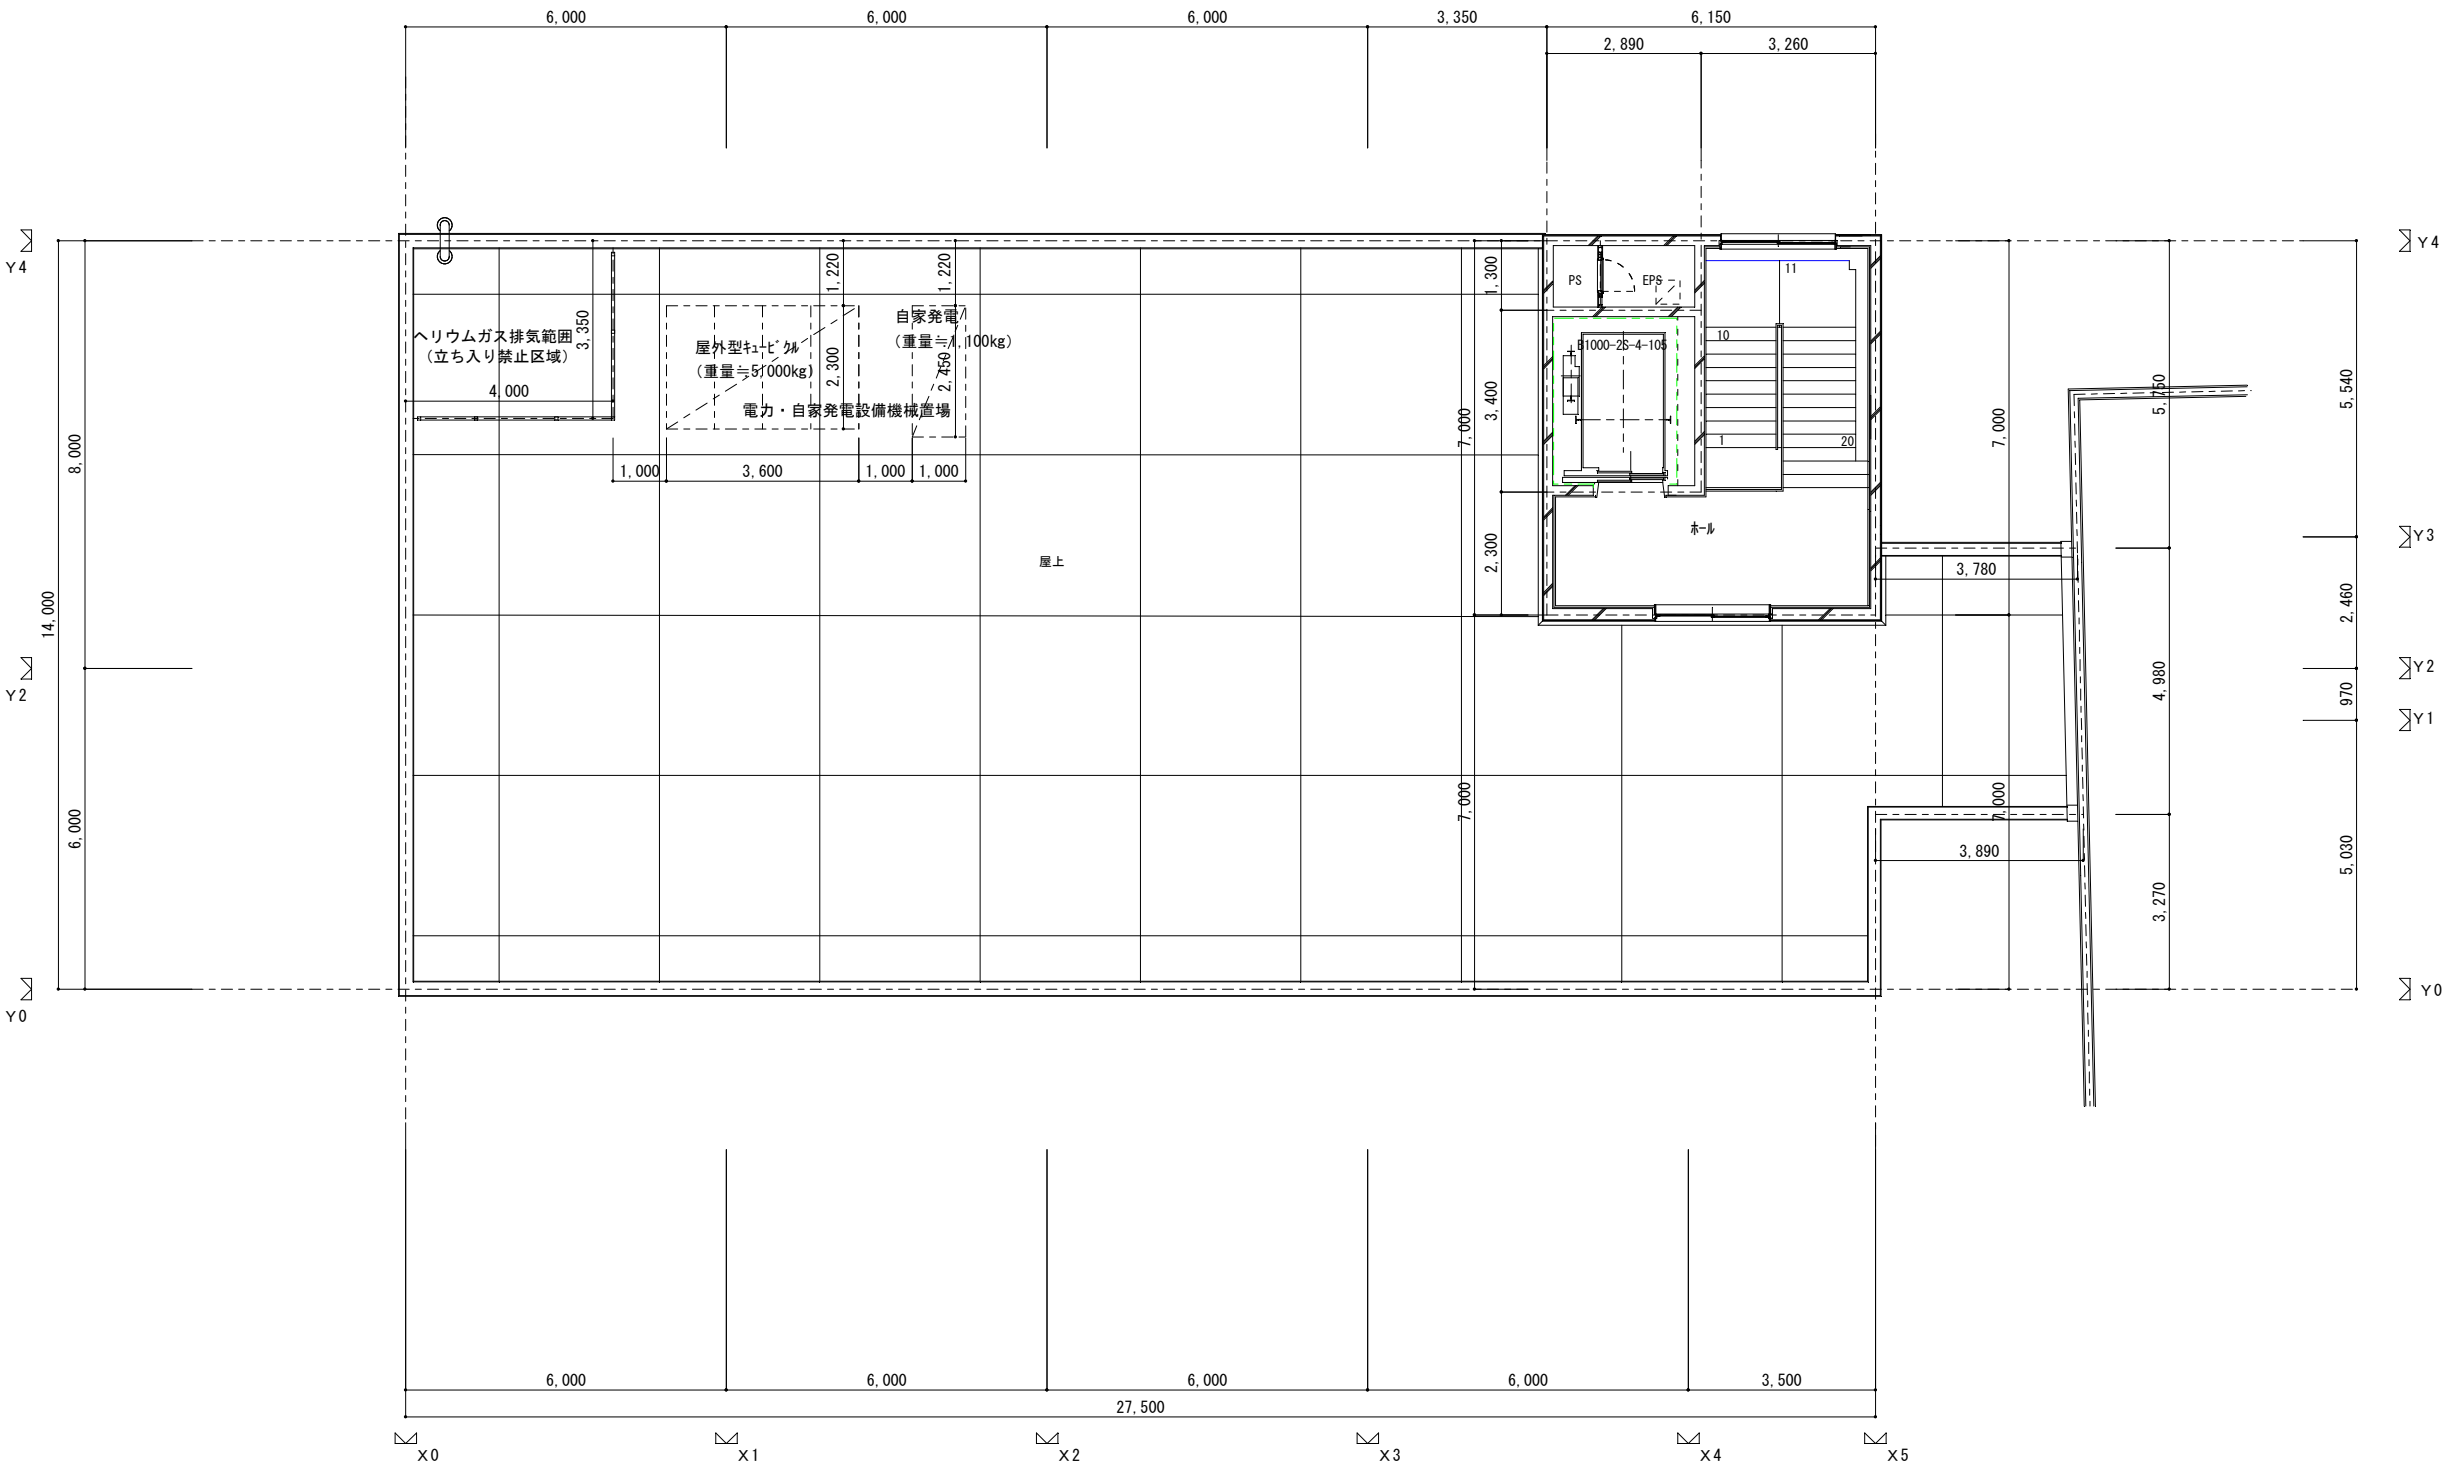 6,000
6,000
6,000
3,350
6,150
2,890
3,260
Y4
Y4
8,000
14,000
6,000
Y2
Y0
ヘリウムガス排気範囲
(立ち入り禁止区域)
3,350
4,000
屋外型ｷｭｰﾋﾞｸﾙ
(重量≒5,000kg)
1,220
2,300
自家発電
(重量≒1,100kg)
1,220
2,450
電力・自家発電設備機械置場
1,000
3,600
1,000
1,000
屋上
7,000
7,000
1,300
3,400
2,300
PS
EPS
B1000-2S-4-105
11
10
1
20
ﾎｰﾙ
7,000
7,000
3,780
3,890
5,750
4,980
3,270
5,540
2,460
970
5,030
Y3
Y2
Y1
Y0
6,000
6,000
6,000
6,000
3,500
27,500
X0
X1
X2
X3
X4
X5